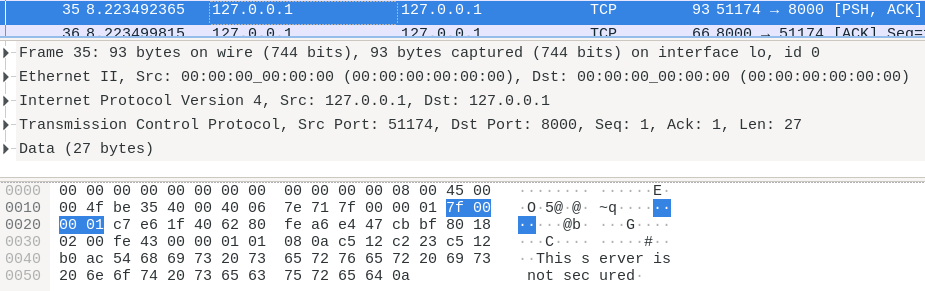 35 8.223492365 127.0.0.1 127.0.0.1 TCP 93 51174 → 8000 [PSH, ACK]
36 8.223499815 127.0.0.1 127.0.0.1 TCP 66 8000 → 51174 [ACK] Seq=
Frame 35: 93 bytes on wire (744 bits), 93 bytes captured (744 bits) on interface lo, id 0
Ethernet II, Src: 00:00:00_00:00:00 (00:00:00:00:00:00), Dst: 00:00:00_00:00:00 (00:00:00:00:00:00)
Internet Protocol Version 4, Src: 127.0.0.1, Dst: 127.0.0.1
Transmission Control Protocol, Src Port: 51174, Dst Port: 8000, Seq: 1, Ack: 1, Len: 27
Data (27 bytes)
0000 00 00 00 00 00 00 00 00 00 00 00 00 08 00 45 00 ········ ······E·
0010 00 4f be 35 40 00 40 06 7e 71 7f 00 00 01 7f 00 ·O·5@·@· ~q······
0020 00 01 c7 e6 1f 40 62 80 fe a6 e4 47 cb bf 80 18 ·····@b· ···G····
0030 02 00 fe 43 00 00 01 01 08 0a c5 12 c2 23 c5 12 ···C···· ·····#··
0040 b0 ac 54 68 69 73 20 73 65 72 76 65 72 20 69 73 ··This s erver is
0050 20 6e 6f 74 20 73 65 63 75 72 65 64 0a not sec ured·